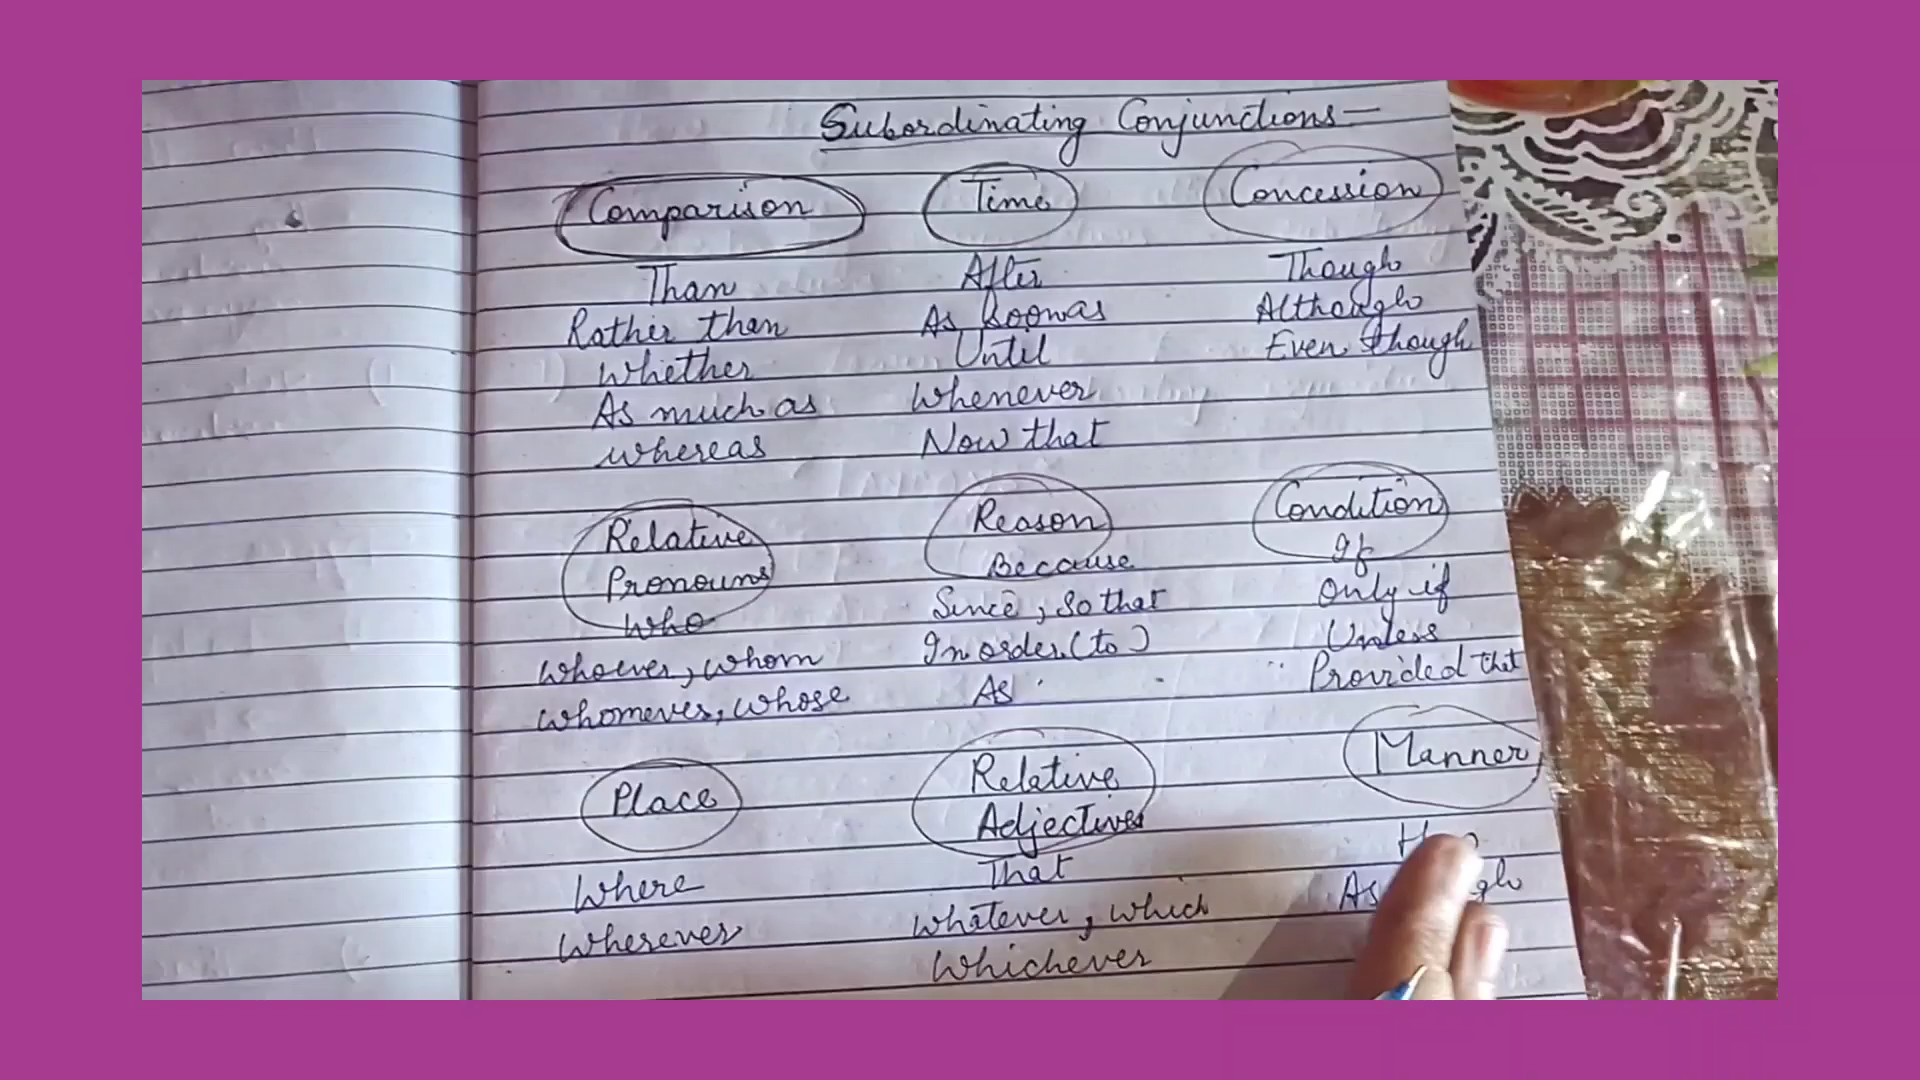 Subordinating Conjunctions—
Comparison
Than
Rather than
Whether
As much as
whereas
Time
After
As soon as
Until
Whenever
Now that
Concession
Though
Although
Even though
Relative
Pronouns
Who
Whoever, whom
Whomever, whose
Reason
Because
Since, so that
In order (to)
As
Condition
If
Only if
Unless
Provided that
Place
Where
Wherever
Relative
Adjectives
That
Whatever, which
Whichever
Manner
As